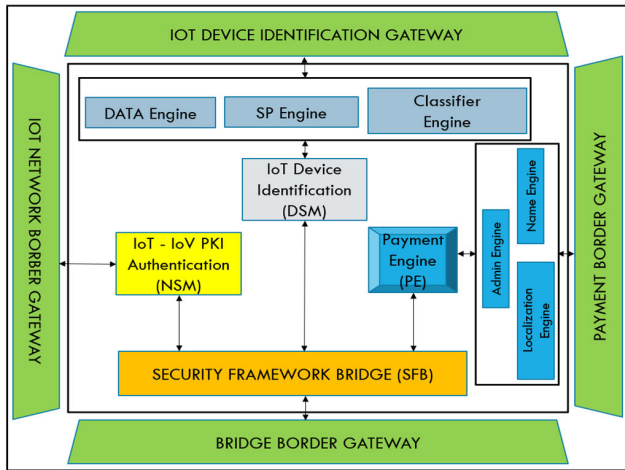 IOT DEVICE IDENTIFICATION GATEWAY
IOT NETWORK BORBER GATEWAY
DATA Engine
SP Engine
Classifier
Engine
IoT Device
Identification
(DSM)
IoT - IoV PKI
Authentication
(NSM)
Payment
Engine
(PE)
Admin Engine
Name Engine
Localization
Engine
PAYMENT BORDER GATEWAY
SECURITY FRAMEWORK BRIDGE (SFB)
BRIDGE BORDER GATEWAY